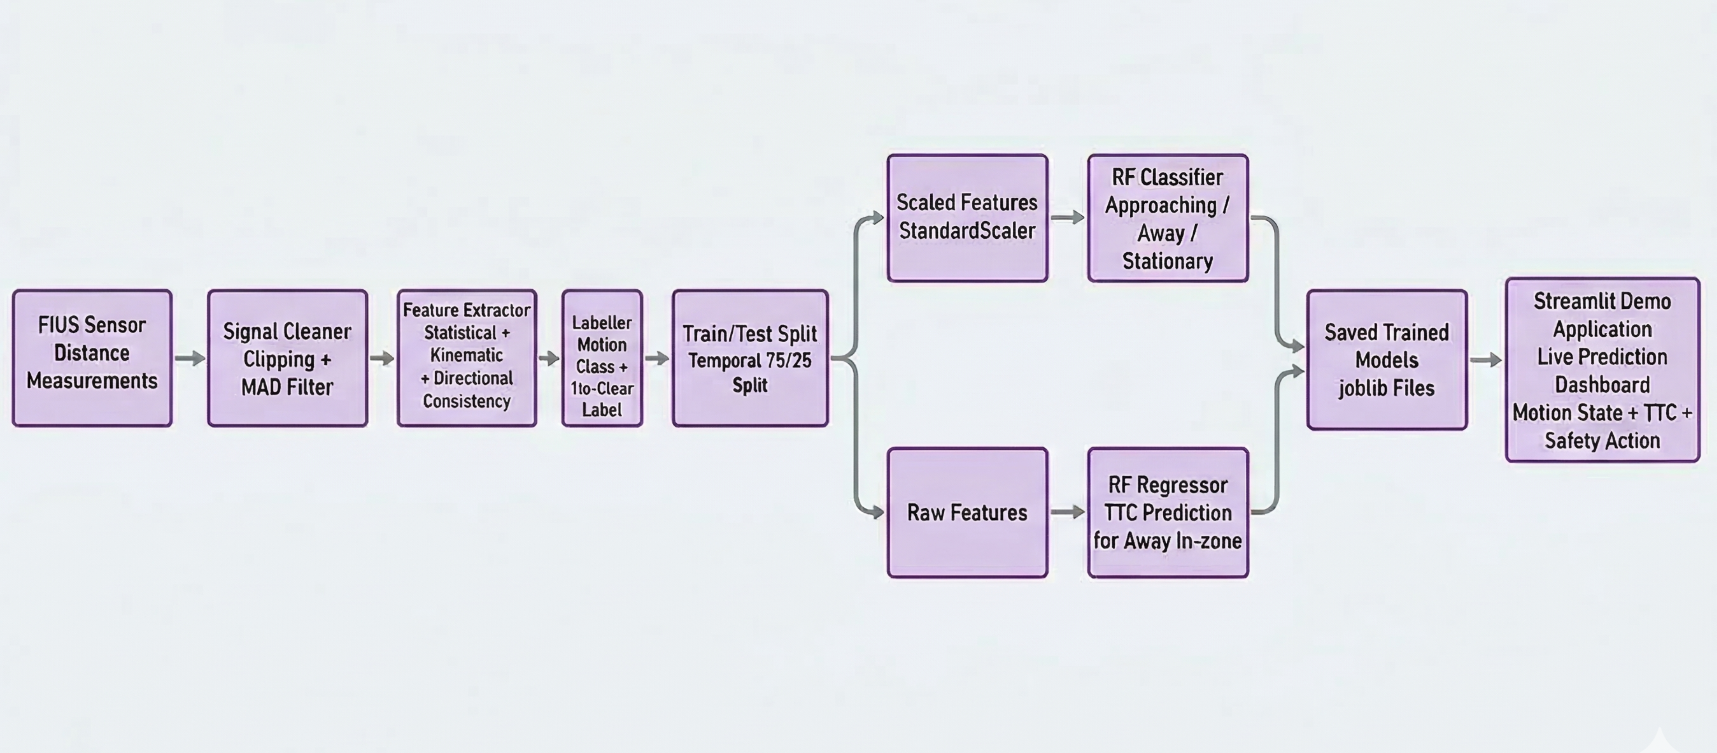 FIUS Sensor
Distance
Measurements
Signal Cleaner
Clipping +
MAD Filter
Feature Extractor
Statistical +
Kinematic
+ Directional
Consistency
Labeller
Motion
Class +
1to-Clear
Label
Train/Test Split
Temporal 75/25
Split
Scaled Features
StandardScaler
RF Classifier
Approaching /
Away /
Stationary
Raw Features
RF Regressor
TTC Prediction
for Away In-zone
Saved Trained
Models
joblib Files
Streamlit Demo
Application
Live Prediction
Dashboard
Motion State + TTC +
Safety Action